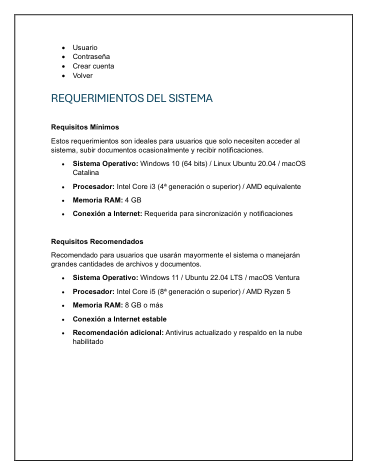 • Usuario
• Contraseña
• Crear cuenta
• Volver
REQUERIMIENTOS DEL SISTEMA
Requisitos Mínimos
Estos requerimientos son ideales para usuarios que solo necesiten acceder al
sistema, subir documentos ocasionalmente y recibir notificaciones.
• Sistema Operativo: Windows 10 (64 bits) / Linux Ubuntu 20.04 / macOS
Catalina
• Procesador: Intel Core i3 (4ª generación o superior) / AMD equivalente
• Memoria RAM: 4 GB
• Conexión a Internet: Requerida para sincronización y notificaciones
Requisitos Recomendados
Recomendado para usuarios que usarán mayormente el sistema o manejarán
grandes cantidades de archivos y documentos.
• Sistema Operativo: Windows 11 / Ubuntu 22.04 LTS / macOS Ventura
• Procesador: Intel Core i5 (8ª generación o superior) / AMD Ryzen 5
• Memoria RAM: 8 GB o más
• Conexión a Internet estable
• Recomendación adicional: Antivirus actualizado y respaldo en la nube
habilitado